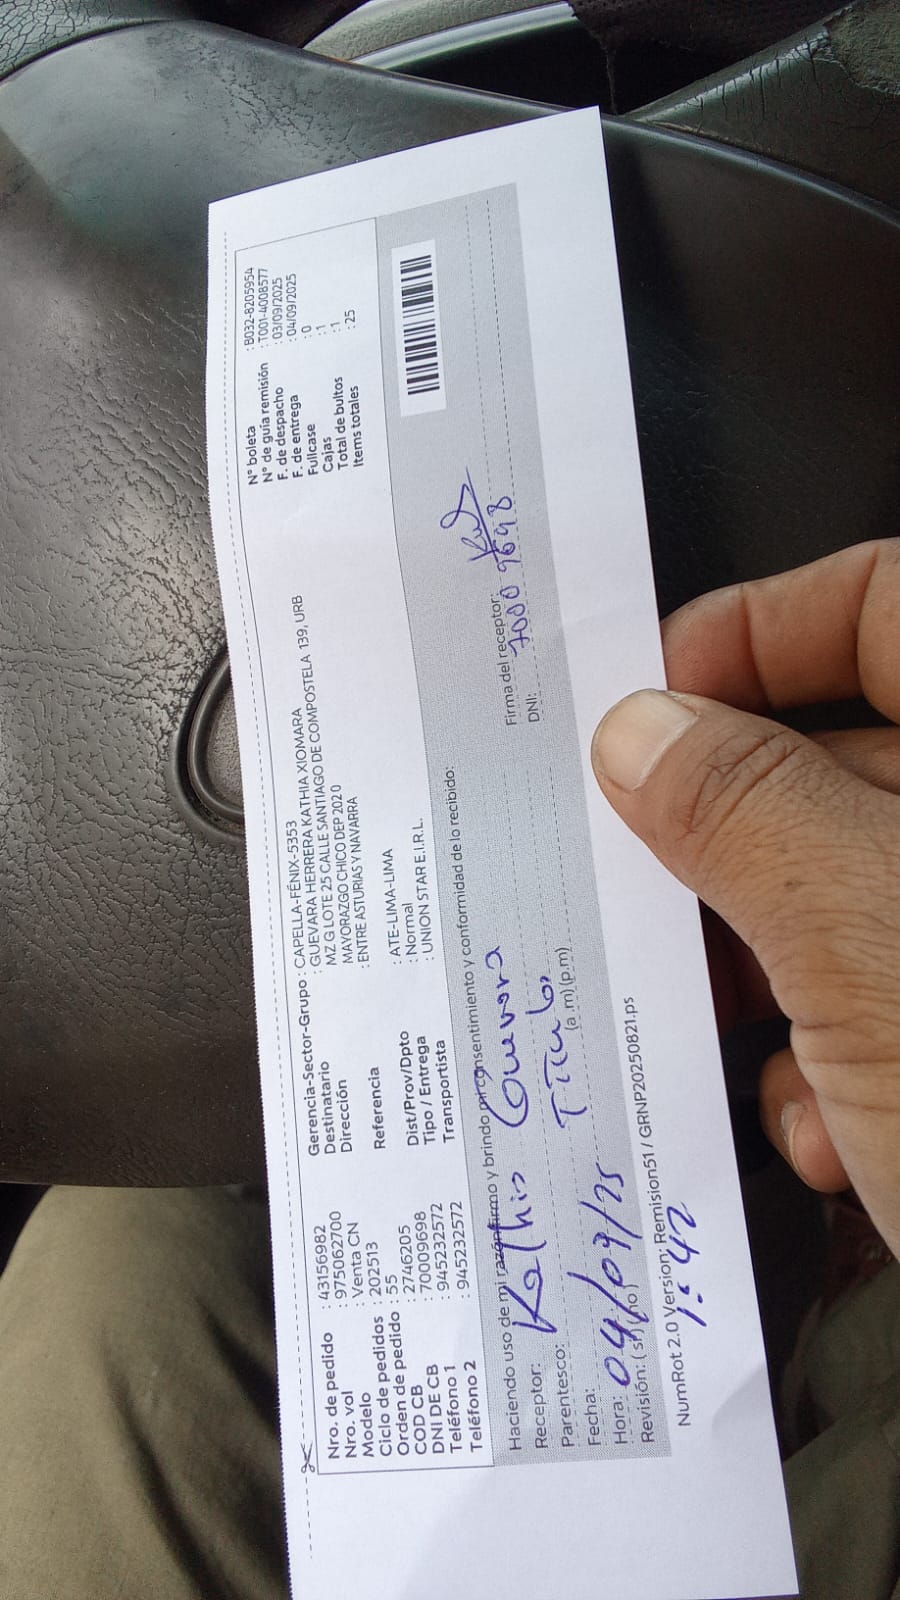 Nro. de pedido : 43156982
Nro. vol : 975062700
Modelo : Venta CN
Ciclo de pedidos : 202513
Orden de pedido : 55
COD CB : 2746205
DNI DE CB : 70009698
Teléfono 1 : 945232572
Teléfono 2 : 945232572
Gerencia-Sector-Grupo : CAPELLA-FÉNIX-5353
Destinatario : GUEVARA HERRERA KATHIA XIOMARA
Dirección MZ G LOTE 25 CALLE SANTIAGO DE COMPOSTELA 139, URB
MAYORAZGO CHICO DEP 202 0
Referencia : ENTRE ASTURIAS Y NAVARRA
Dist/Prov/Dpto : ATE-LIMA-LIMA
Tipo / Entrega : Normal
Transportista : UNION STAR E.I.R.L.
N° boleta : B032-8205954
N° de guía remisión : T001-4008577
F. de despacho : 03/09/2025
F. de entrega : 04/09/2025
Fullcase : 0
Cajas : 1
Total de bultos : 1
Items totales : 25
Haciendo uso de mi razón firmo y brindo mi consentimiento y conformidad de lo recibido:
Receptor: Kathia Guevara
Parentesco: Titular
Fecha: 04/09/25
Hora: (a .m) (p.m)
Revisión: ( si ) ( no )
Firma del receptor:
DNI: 70009698
NumRot 2.0 Version; Remision51 / GRNP20250821.ps
1:42